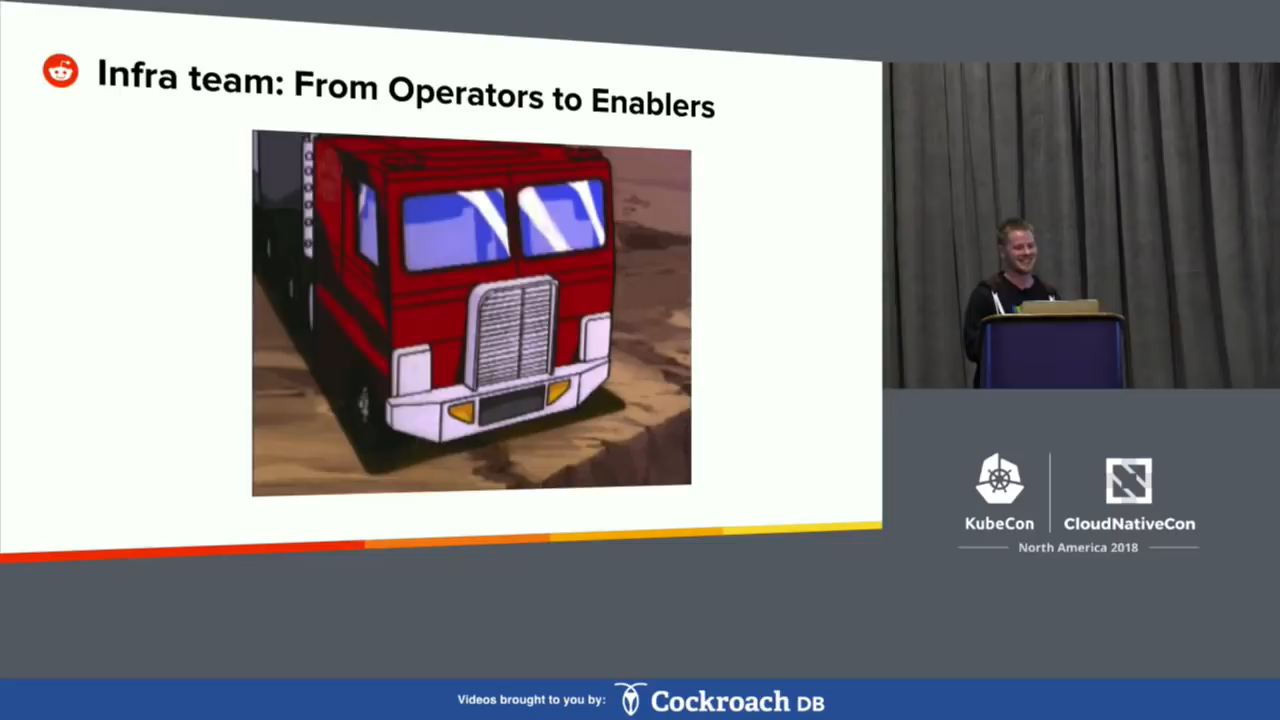 Infra team: From Operators to Enablers
KubeCon
CloudNativeCon
North America 2018
Videos brought to you by:
Cockroach DB